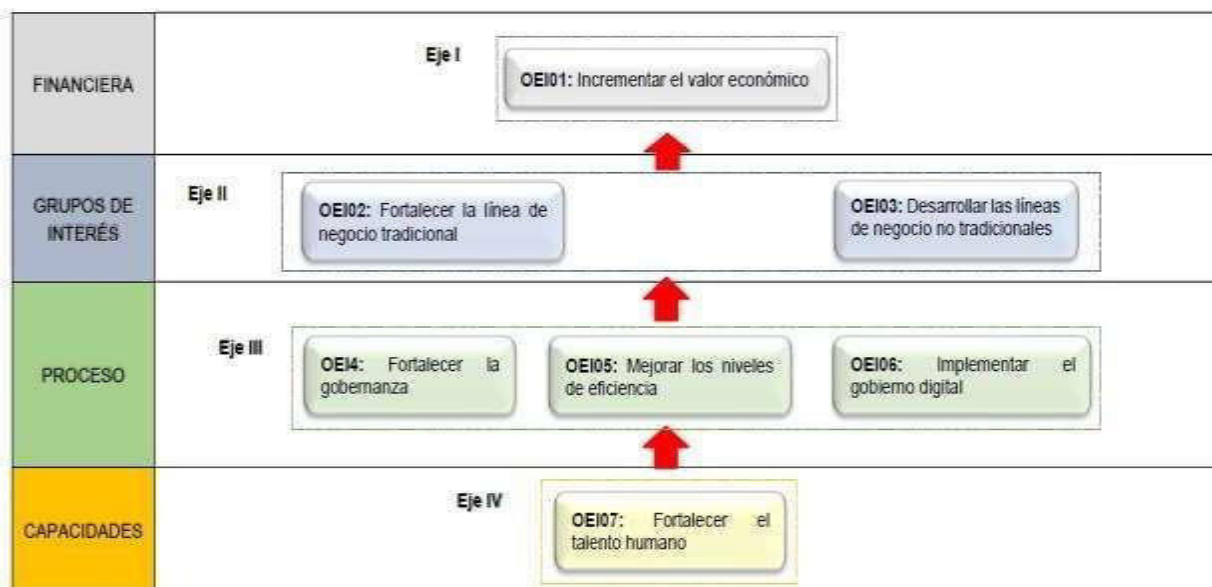 Eje I
FINANCIERA
OEI01: Incrementar el valor económico
Eje II
GRUPOS DE
INTERÉS
OEI02: Fortalecer la línea de
negocio tradicional
OEI03: Desarrollar las líneas
de negocio no tradicionales
Eje III
PROCESO
OEI4: Fortalecer la
gobernanza
OEI05: Mejorar los niveles
de eficiencia
OEI06: Implementar el
gobierno digital
Eje IV
CAPACIDADES
OEI07: Fortalecer el
talento humano